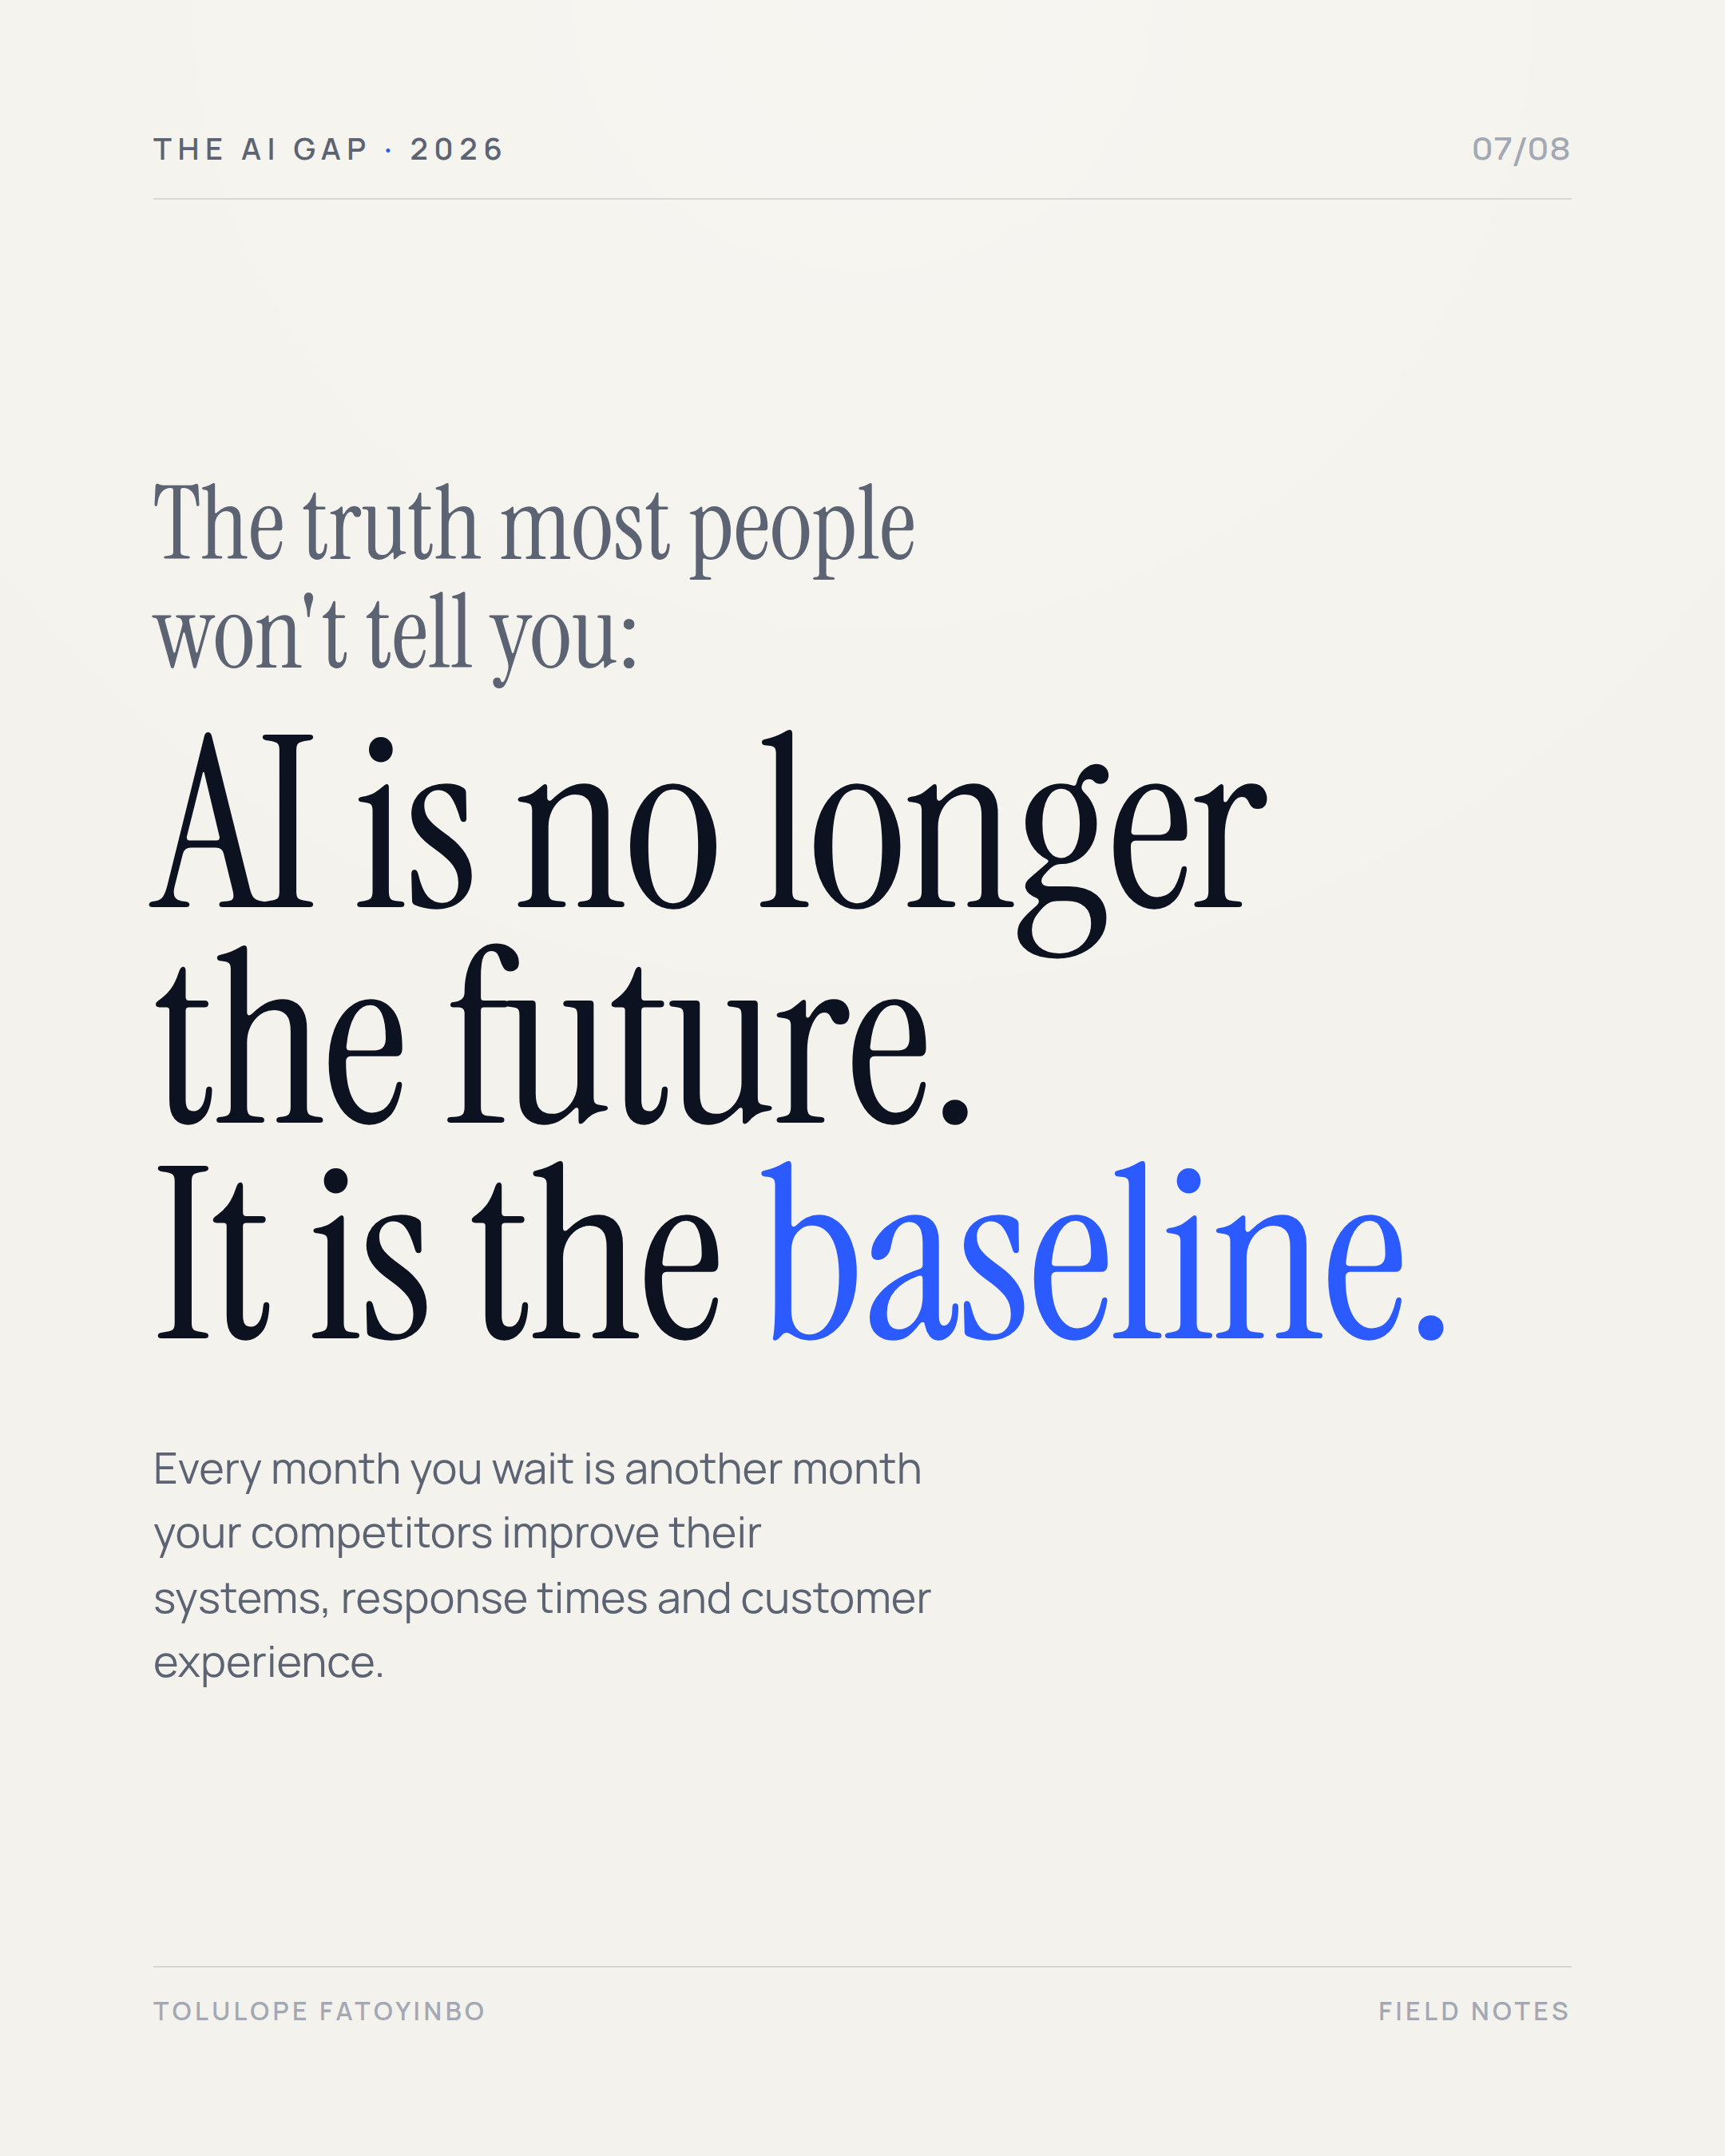 THE AI GAP · 2026
07/08
The truth most people
won't tell you:
AI is no longer
the future.
It is the baseline.
Every month you wait is another month
your competitors improve their
systems, response times and customer
experience.
TOLULOPE FATOYINBO
FIELD NOTES